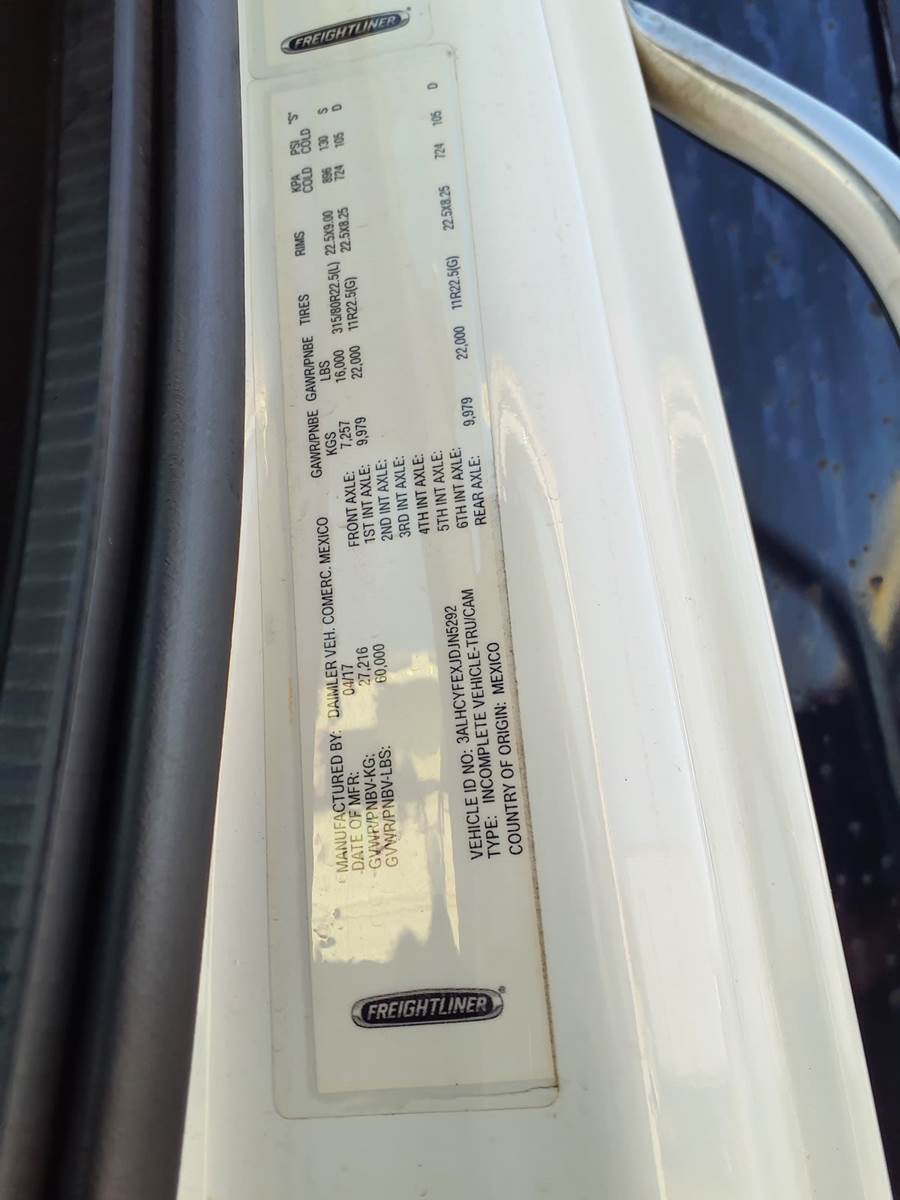 FREIGHTLINER
FREIGHTLINER
MANUFACTURED BY: DAIMLER VEH. COMERC. MEXICO
DATE OF MFR: 04/17
GVWR/PNBV-KG: 27,216
GVWR/PNBV-LBS: 60,000
VEHICLE ID NO: 3ALHCYFEXJDJN5292
TYPE: INCOMPLETE VEHICLE-TRU/CAM
COUNTRY OF ORIGIN: MEXICO
GAWR/PNBE KGS GAWR/PNBE LBS TIRES RIMS KPA COLD PSI COLD "S"
FRONT AXLE: 7,257 16,000 315/80R22.5(L) 22.5X9.00 896 130 S
1ST INT AXLE: 9,979 22,000 11R22.5(G) 22.5X8.25 724 105 D
2ND INT AXLE:
3RD INT AXLE:
4TH INT AXLE:
5TH INT AXLE:
6TH INT AXLE:
REAR AXLE: 9,979 22,000 11R22.5(G) 22.5X8.25 724 105 D